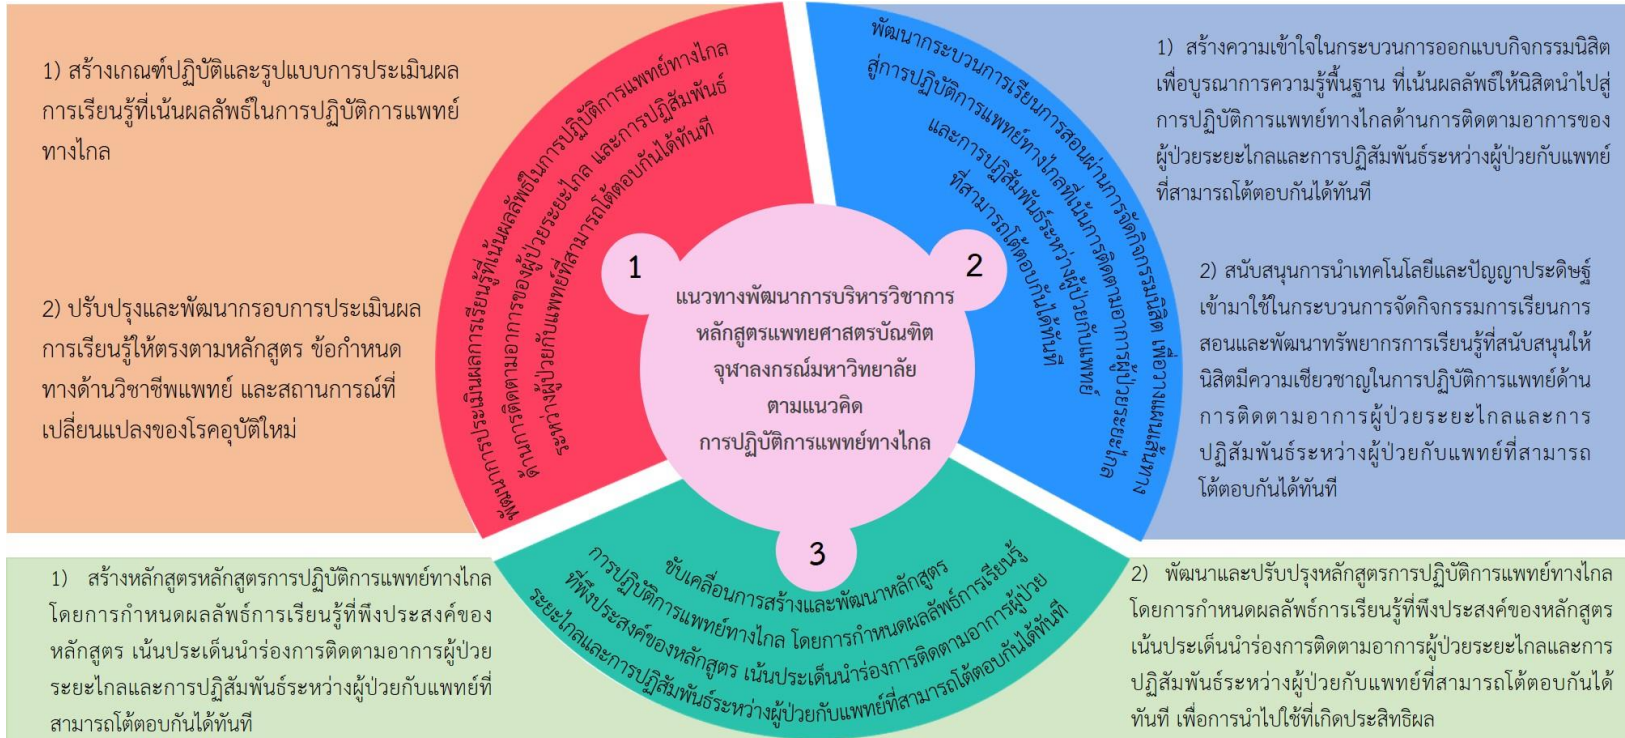 1) สร้างเกณฑ์ปฏิบัติและรูปแบบการประเมินผล
การเรียนรู้ที่เน้นผลลัพธ์ในการปฏิบัติการแพทย์
ทางไกล
2) ปรับปรุงและพัฒนากรอบการประเมินผล
การเรียนรู้ให้ตรงตามหลักสูตร ข้อกำหนด
ทางด้านวิชาชีพแพทย์ และสถานการณ์ที่
เปลี่ยนแปลงของโรคอุบัติใหม่
พัฒนาการประเมินผลการเรียนรู้ที่เน้นผลลัพธ์ในการปฏิบัติการแพทย์ทางไกล
ด้านการติดตามอาการของผู้ป่วยระยะไกล และการปฏิสัมพันธ์
ระหว่างผู้ป่วยกับแพทย์ที่สามารถโต้ตอบกันได้ทันที
1
พัฒนากระบวนการเรียนการสอนผ่านการจัดกิจกรรมนิสิต เพื่อวางแผนเส้นทาง
สู่การปฏิบัติการแพทย์ทางไกลที่เน้นการติดตามอาการผู้ป่วยระยะไกล
และการปฏิสัมพันธ์ระหว่างผู้ป่วยกับแพทย์
ที่สามารถโต้ตอบกันได้ทันที
2
1) สร้างความเข้าใจในกระบวนการออกแบบกิจกรรมนิสิต
เพื่อบูรณาการความรู้พื้นฐาน ที่เน้นผลลัพธ์ให้นิสิตนำไปสู่
การปฏิบัติการแพทย์ทางไกลด้านการติดตามอาการของ
ผู้ป่วยระยะไกลและการปฏิสัมพันธ์ระหว่างผู้ป่วยกับแพทย์
ที่สามารถโต้ตอบกันได้ทันที
2) สนับสนุนการนำเทคโนโลยีและปัญญาประดิษฐ์
เข้ามาใช้ในกระบวนการจัดกิจกรรมการเรียนการ
สอนและพัฒนาทรัพยากรการเรียนรู้ที่สนับสนุนให้
นิสิตมีความเชียวชาญในการปฏิบัติการแพทย์ด้าน
การติดตามอาการผู้ป่วยระยะไกลและการ
ปฏิสัมพันธ์ระหว่างผู้ป่วยกับแพทย์ที่สามารถ
โต้ตอบกันได้ทันที
แนวทางพัฒนาการบริหารวิชาการ
หลักสูตรแพทยศาสตรบัณฑิต
จุฬาลงกรณ์มหาวิทยาลัย
ตามแนวคิด
การปฏิบัติการแพทย์ทางไกล
3
ขับเคลื่อนการสร้างและพัฒนาหลักสูตร
การปฏิบัติการแพทย์ทางไกล โดยการกำหนดผลลัพธ์การเรียนรู้
ที่พึงประสงค์ของหลักสูตร เน้นประเด็นนำร่องการติดตามอาการผู้ป่วย
ระยะไกลและการปฏิสัมพันธ์ระหว่างผู้ป่วยกับแพทย์ที่สามารถโต้ตอบกันได้ทันที
1) สร้างหลักสูตรหลักสูตรการปฏิบัติการแพทย์ทางไกล
โดยการกำหนดผลลัพธ์การเรียนรู้ที่พึงประสงค์ของ
หลักสูตร เน้นประเด็นนำร่องการติดตามอาการผู้ป่วย
ระยะไกลและการปฏิสัมพันธ์ระหว่างผู้ป่วยกับแพทย์ที่
สามารถโต้ตอบกันได้ทันที
2) พัฒนาและปรับปรุงหลักสูตรการปฏิบัติการแพทย์ทางไกล
โดยการกำหนดผลลัพธ์การเรียนรู้ที่พึงประสงค์ของหลักสูตร
เน้นประเด็นนำร่องการติดตามอาการผู้ป่วยระยะไกลและการ
ปฏิสัมพันธ์ระหว่างผู้ป่วยกับแพทย์ที่สามารถโต้ตอบกันได้
ทันที เพื่อการนำไปใช้ที่เกิดประสิทธิผล